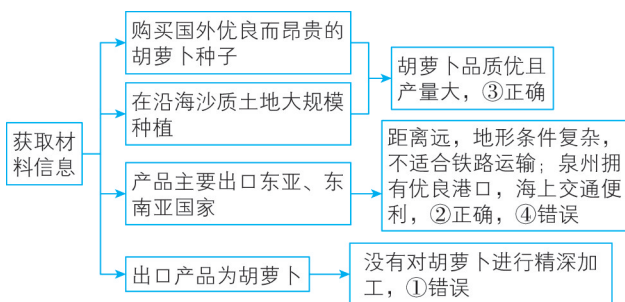 获取材
料信息
购买国外优良而昂贵的
胡萝卜种子
在沿海沙质土地大规模
种植
胡萝卜品质优且
产量大，③正确
产品主要出口东亚、东
南亚国家
距离远，地形条件复杂，
不适合铁路运输；泉州拥
有优良港口，海上交通便
利，②正确，④错误
出口产品为胡萝卜
没有对胡萝卜进行精深加
工，①错误